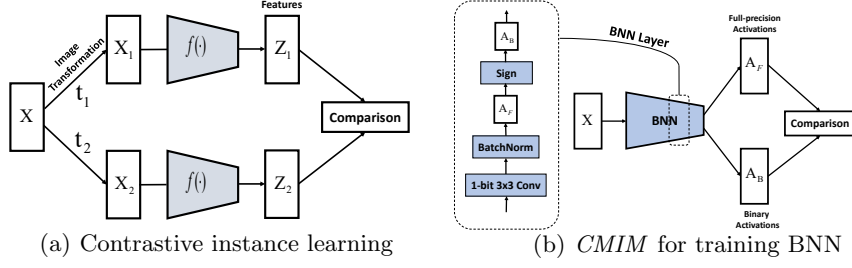 Features
Image
Transformation
X₁
f(·)
Z₁
t₁
X
Comparison
t₂
X₂
f(·)
Z₂
(a) Contrastive instance learning
A_B
Sign
A_F
BatchNorm
1-bit 3x3 Conv
BNN Layer
Full-precision
Activations
A_F
X
BNN
Comparison
A_B
Binary
Activations
(b) CMIM for training BNN